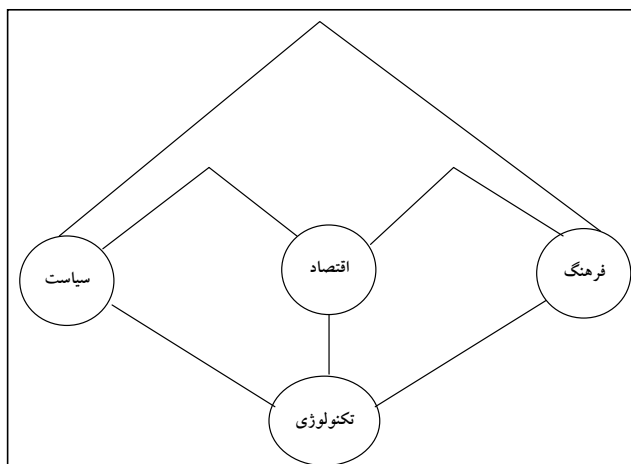 فرهنگ
اقتصاد
سیاست
تکنولوژی